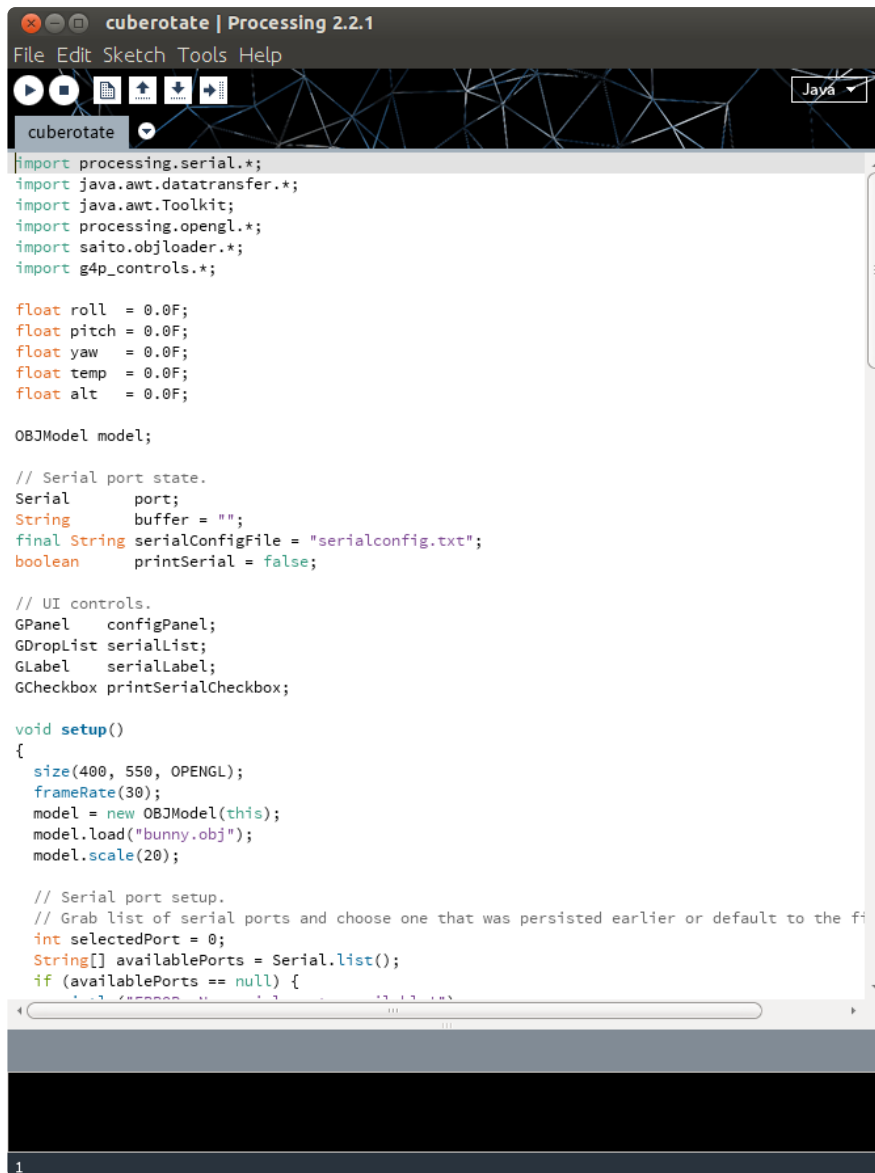 cuberotate | Processing 2.2.1
File Edit Sketch Tools Help
Java
cuberotate
import processing.serial.*;
import java.awt.datatransfer.*;
import java.awt.Toolkit;
import processing.opengl.*;
import saito.objloader.*;
import g4p_controls.*;

float roll  = 0.0F;
float pitch = 0.0F;
float yaw   = 0.0F;
float temp  = 0.0F;
float alt   = 0.0F;

OBJModel model;

// Serial port state.
Serial       port;
String       buffer = "";
final String serialConfigFile = "serialconfig.txt";
boolean      printSerial = false;

// UI controls.
GPanel    configPanel;
GDropList serialList;
GLabel    serialLabel;
GCheckbox printSerialCheckbox;

void setup()
{
  size(400, 550, OPENGL);
  frameRate(30);
  model = new OBJModel(this);
  model.load("bunny.obj");
  model.scale(20);

  // Serial port setup.
  // Grab list of serial ports and choose one that was persisted earlier or default to the
  int selectedPort = 0;
  String[] availablePorts = Serial.list();
  if (availablePorts == null) {
1